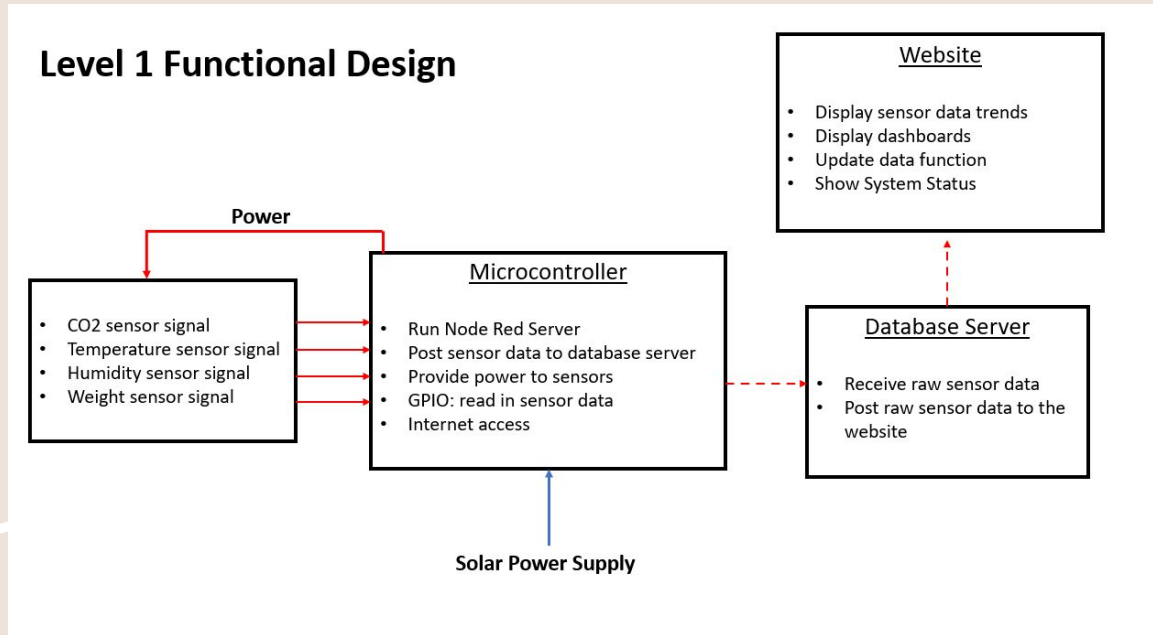 Level 1 Functional Design
Website
• Display sensor data trends
• Display dashboards
• Update data function
• Show System Status
Power
• CO2 sensor signal
• Temperature sensor signal
• Humidity sensor signal
• Weight sensor signal
Microcontroller
• Run Node Red Server
• Post sensor data to database server
• Provide power to sensors
• GPIO: read in sensor data
• Internet access
Database Server
• Receive raw sensor data
• Post raw sensor data to the
website
Solar Power Supply